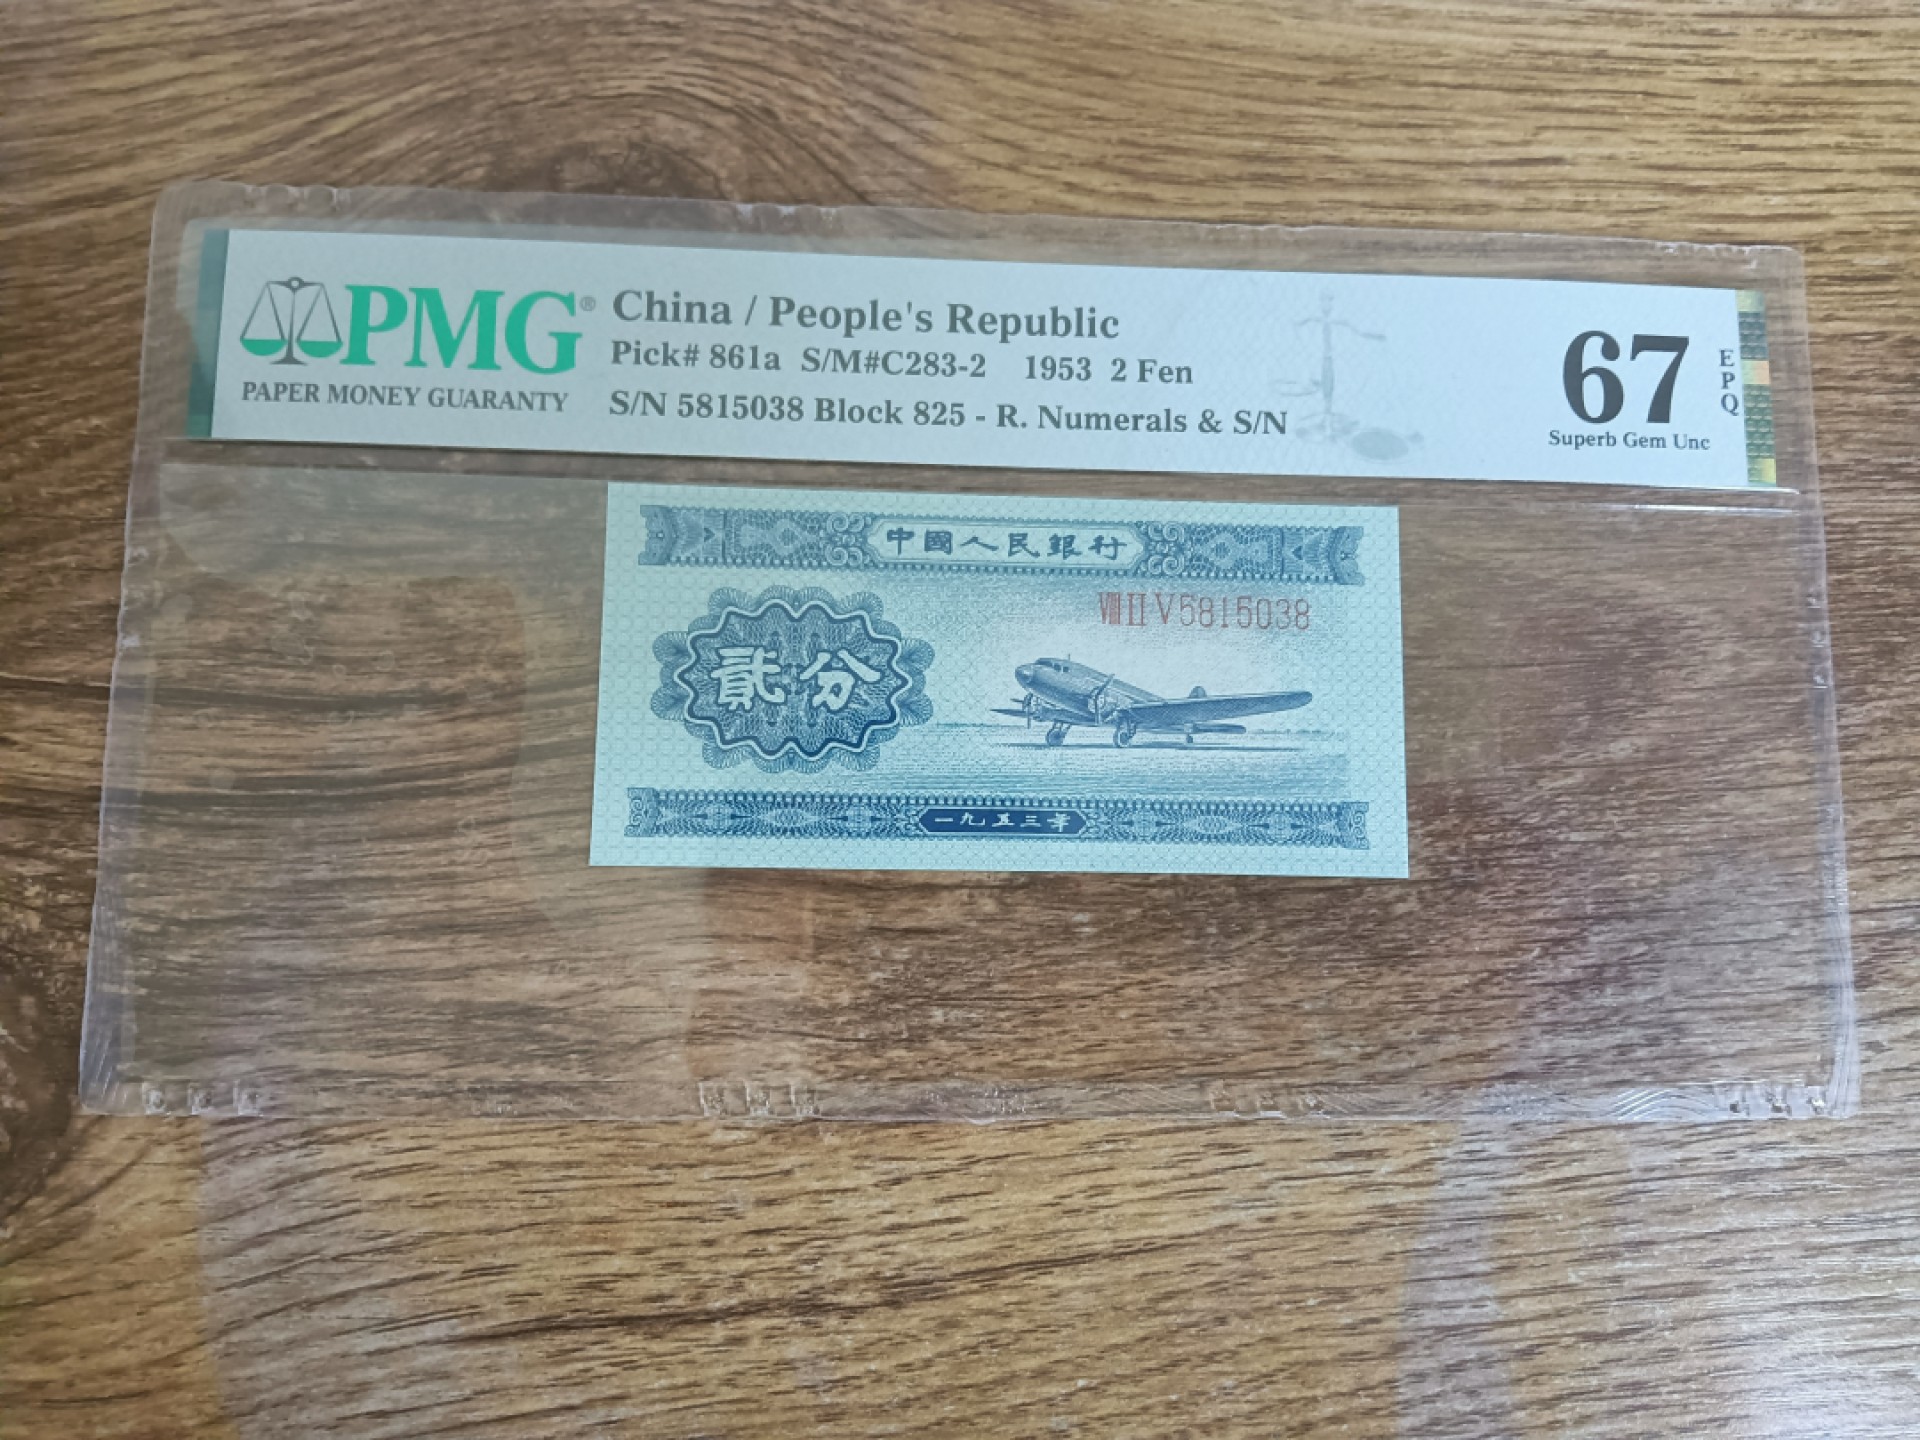 PMG®
PAPER MONEY GUARANTY
China / People's Republic
Pick# 861a S/M#C283-2 1953 2 Fen
S/N 5815038 Block 825 - R. Numerals & S/N
67
EPQ
Superb Gem Unc
中國人民銀行
VIII II V 5815038
貳分
一九五三年